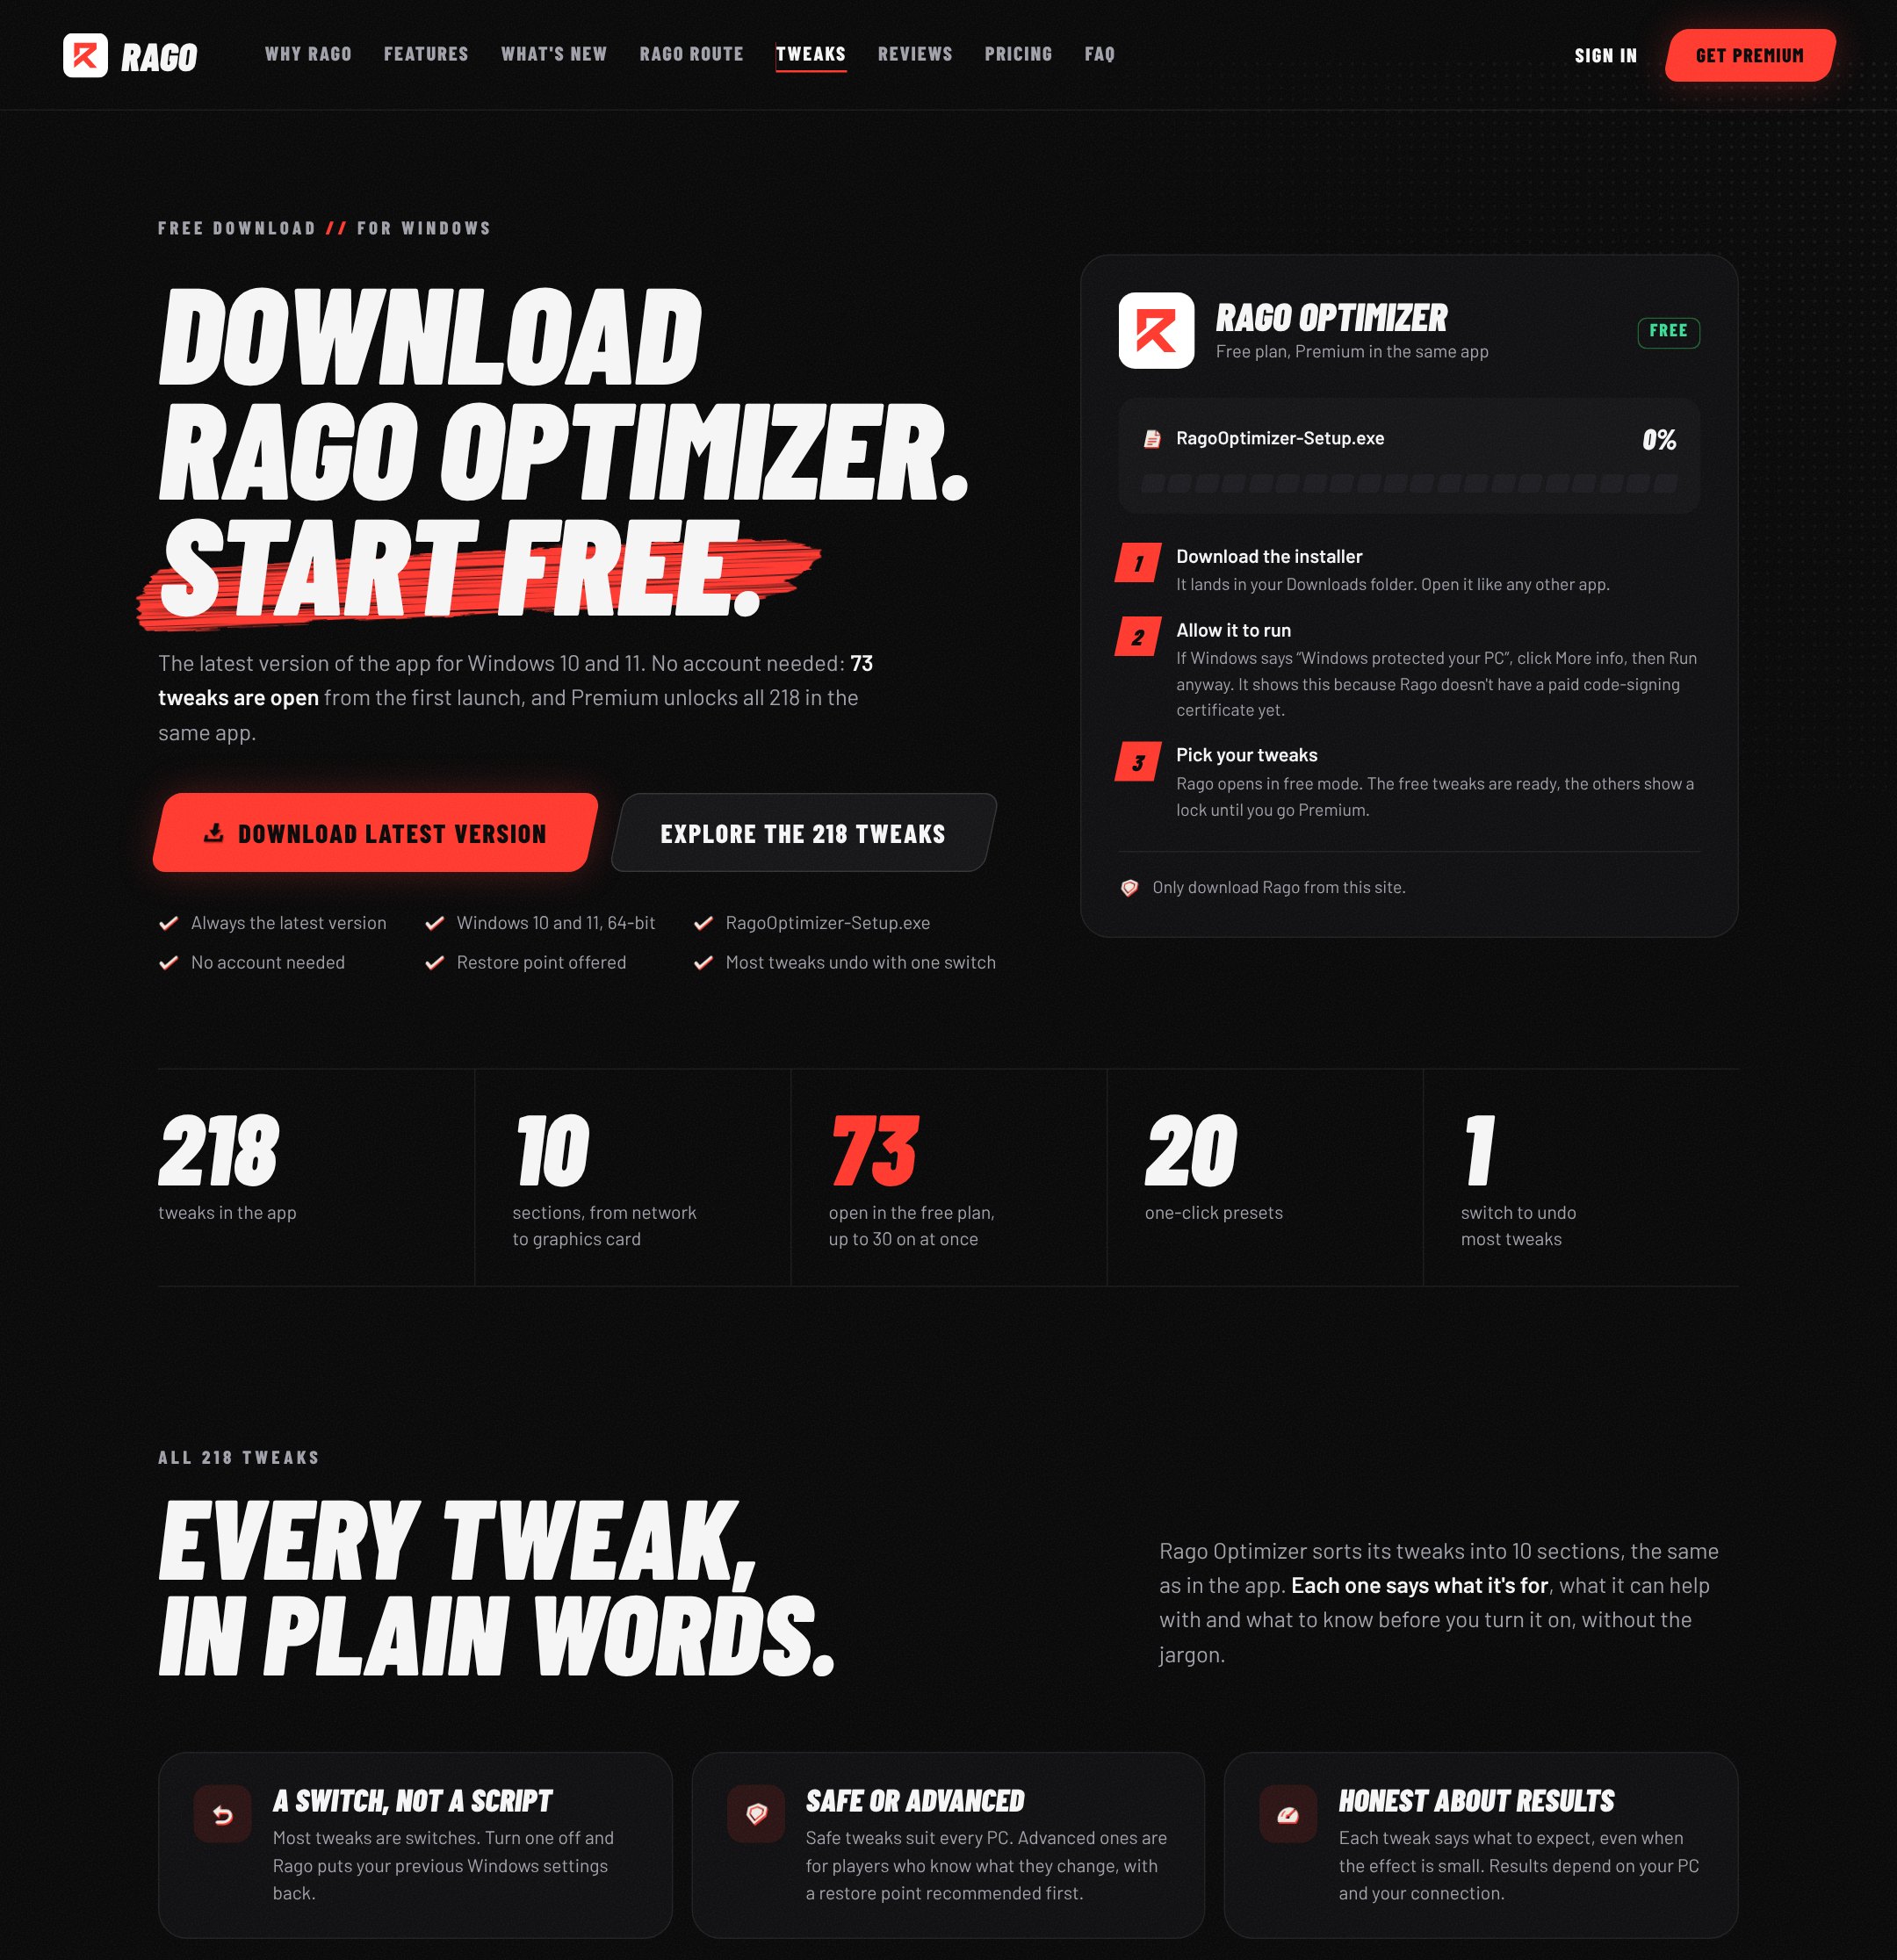 RAGO
WHY RAGO
FEATURES
WHAT'S NEW
RAGO ROUTE
TWEAKS
REVIEWS
PRICING
FAQ
SIGN IN
GET PREMIUM
FREE DOWNLOAD // FOR WINDOWS
DOWNLOAD
RAGO OPTIMIZER.
START FREE.
The latest version of the app for Windows 10 and 11. No account needed: 73
tweaks are open from the first launch, and Premium unlocks all 218 in the
same app.
DOWNLOAD LATEST VERSION
EXPLORE THE 218 TWEAKS
Always the latest version
Windows 10 and 11, 64-bit
RagoOptimizer-Setup.exe
No account needed
Restore point offered
Most tweaks undo with one switch
RAGO OPTIMIZER
Free plan, Premium in the same app
FREE
RagoOptimizer-Setup.exe
0%
1
Download the installer
It lands in your Downloads folder. Open it like any other app.
2
Allow it to run
If Windows says “Windows protected your PC”, click More info, then Run
anyway. It shows this because Rago doesn't have a paid code-signing
certificate yet.
3
Pick your tweaks
Rago opens in free mode. The free tweaks are ready, the others show a
lock until you go Premium.
Only download Rago from this site.
218
tweaks in the app
10
sections, from network
to graphics card
73
open in the free plan,
up to 30 on at once
20
one-click presets
1
switch to undo
most tweaks
ALL 218 TWEAKS
EVERY TWEAK,
IN PLAIN WORDS.
Rago Optimizer sorts its tweaks into 10 sections, the same
as in the app. Each one says what it's for, what it can help
with and what to know before you turn it on, without the
jargon.
A SWITCH, NOT A SCRIPT
Most tweaks are switches. Turn one off and
Rago puts your previous Windows settings
back.
SAFE OR ADVANCED
Safe tweaks suit every PC. Advanced ones are
for players who know what they change, with
a restore point recommended first.
HONEST ABOUT RESULTS
Each tweak says what to expect, even when
the effect is small. Results depend on your PC
and your connection.